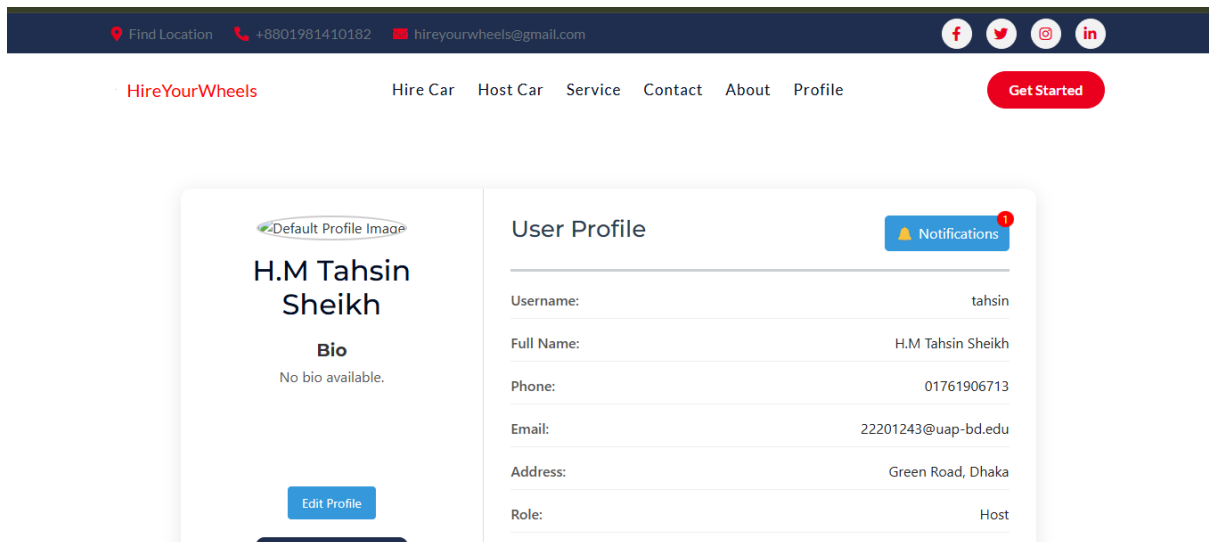 Find Location +8801981410182 hireyourwheels@gmail.com
HireYourWheels Hire Car Host Car Service Contact About Profile Get Started
Default Profile Image
H.M Tahsin
Sheikh
Bio
No bio available.
Edit Profile
User Profile
Notifications 1
Username: tahsin
Full Name: H.M Tahsin Sheikh
Phone: 01761906713
Email: 22201243@uap-bd.edu
Address: Green Road, Dhaka
Role: Host